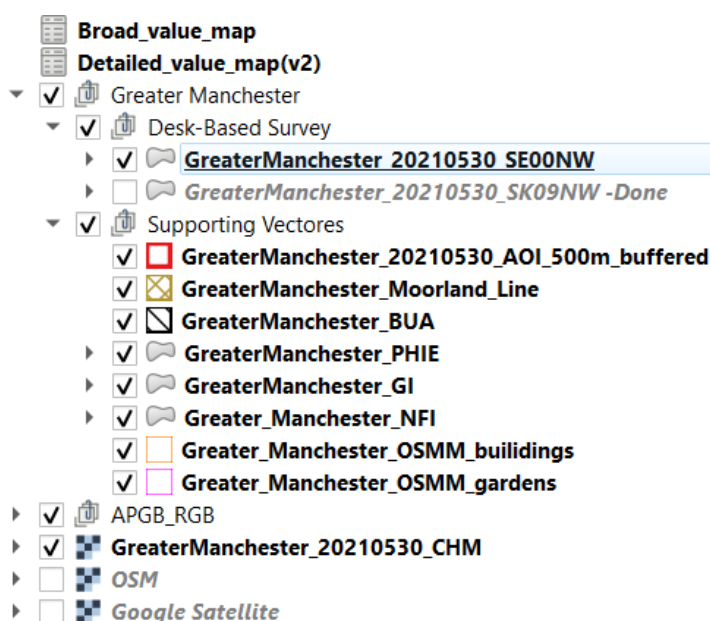 Broad_value_map
Detailed_value_map(v2)
Greater Manchester
Desk-Based Survey
GreaterManchester_20210530_SE00NW
GreaterManchester_20210530_SK09NW -Done
Supporting Vectores
GreaterManchester_20210530_AOI_500m_buffered
GreaterManchester_Moorland_Line
GreaterManchester_BUA
GreaterManchester_PHIE
GreaterManchester_GI
Greater_Manchester_NFI
Greater_Manchester_OSMM_builidings
Greater_Manchester_OSMM_gardens
APGB_RGB
GreaterManchester_20210530_CHM
OSM
Google Satellite